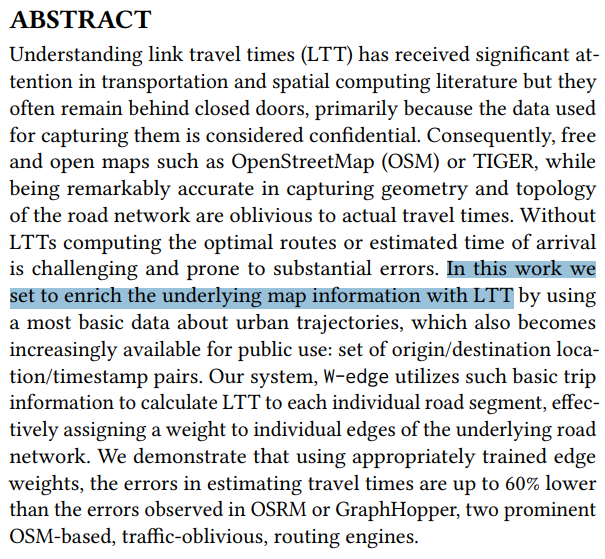 ABSTRACT
Understanding link travel times (LTT) has received significant at-
tention in transportation and spatial computing literature but they
often remain behind closed doors, primarily because the data used
for capturing them is considered confidential. Consequently, free
and open maps such as OpenStreetMap (OSM) or TIGER, while
being remarkably accurate in capturing geometry and topology
of the road network are oblivious to actual travel times. Without
LTTs computing the optimal routes or estimated time of arrival
is challenging and prone to substantial errors. In this work we
set to enrich the underlying map information with LTT by using
a most basic data about urban trajectories, which also becomes
increasingly available for public use: set of origin/destination loca-
tion/timestamp pairs. Our system, W-edge utilizes such basic trip
information to calculate LTT to each individual road segment, effec-
tively assigning a weight to individual edges of the underlying road
network. We demonstrate that using appropriately trained edge
weights, the errors in estimating travel times are up to 60% lower
than the errors observed in OSRM or GraphHopper, two prominent
OSM-based, traffic-oblivious, routing engines.